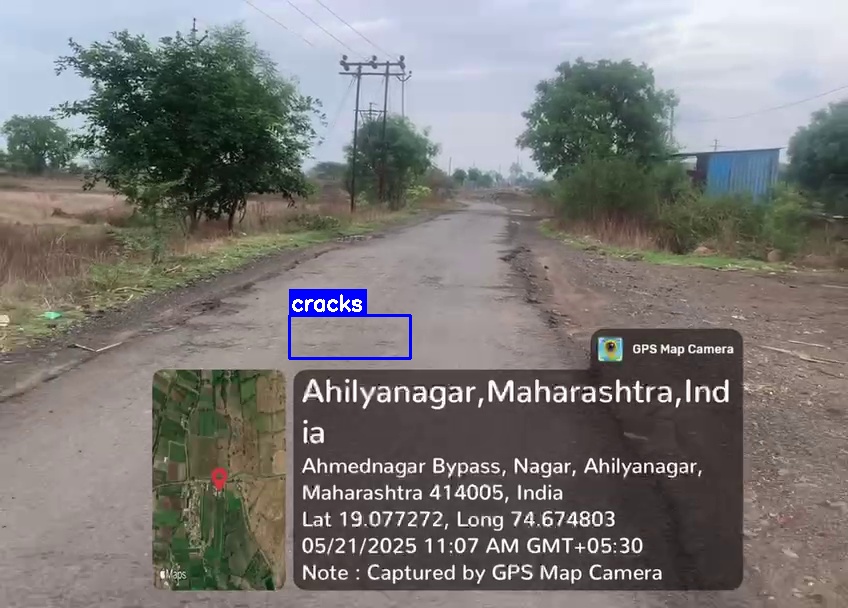 cracks
GPS Map Camera
Ahilyanagar,Maharashtra,Ind
ia
Ahmednagar Bypass, Nagar, Ahilyanagar,
Maharashtra 414005, India
Lat 19.077272, Long 74.674803
05/21/2025 11:07 AM GMT+05:30
Note : Captured by GPS Map Camera
Maps